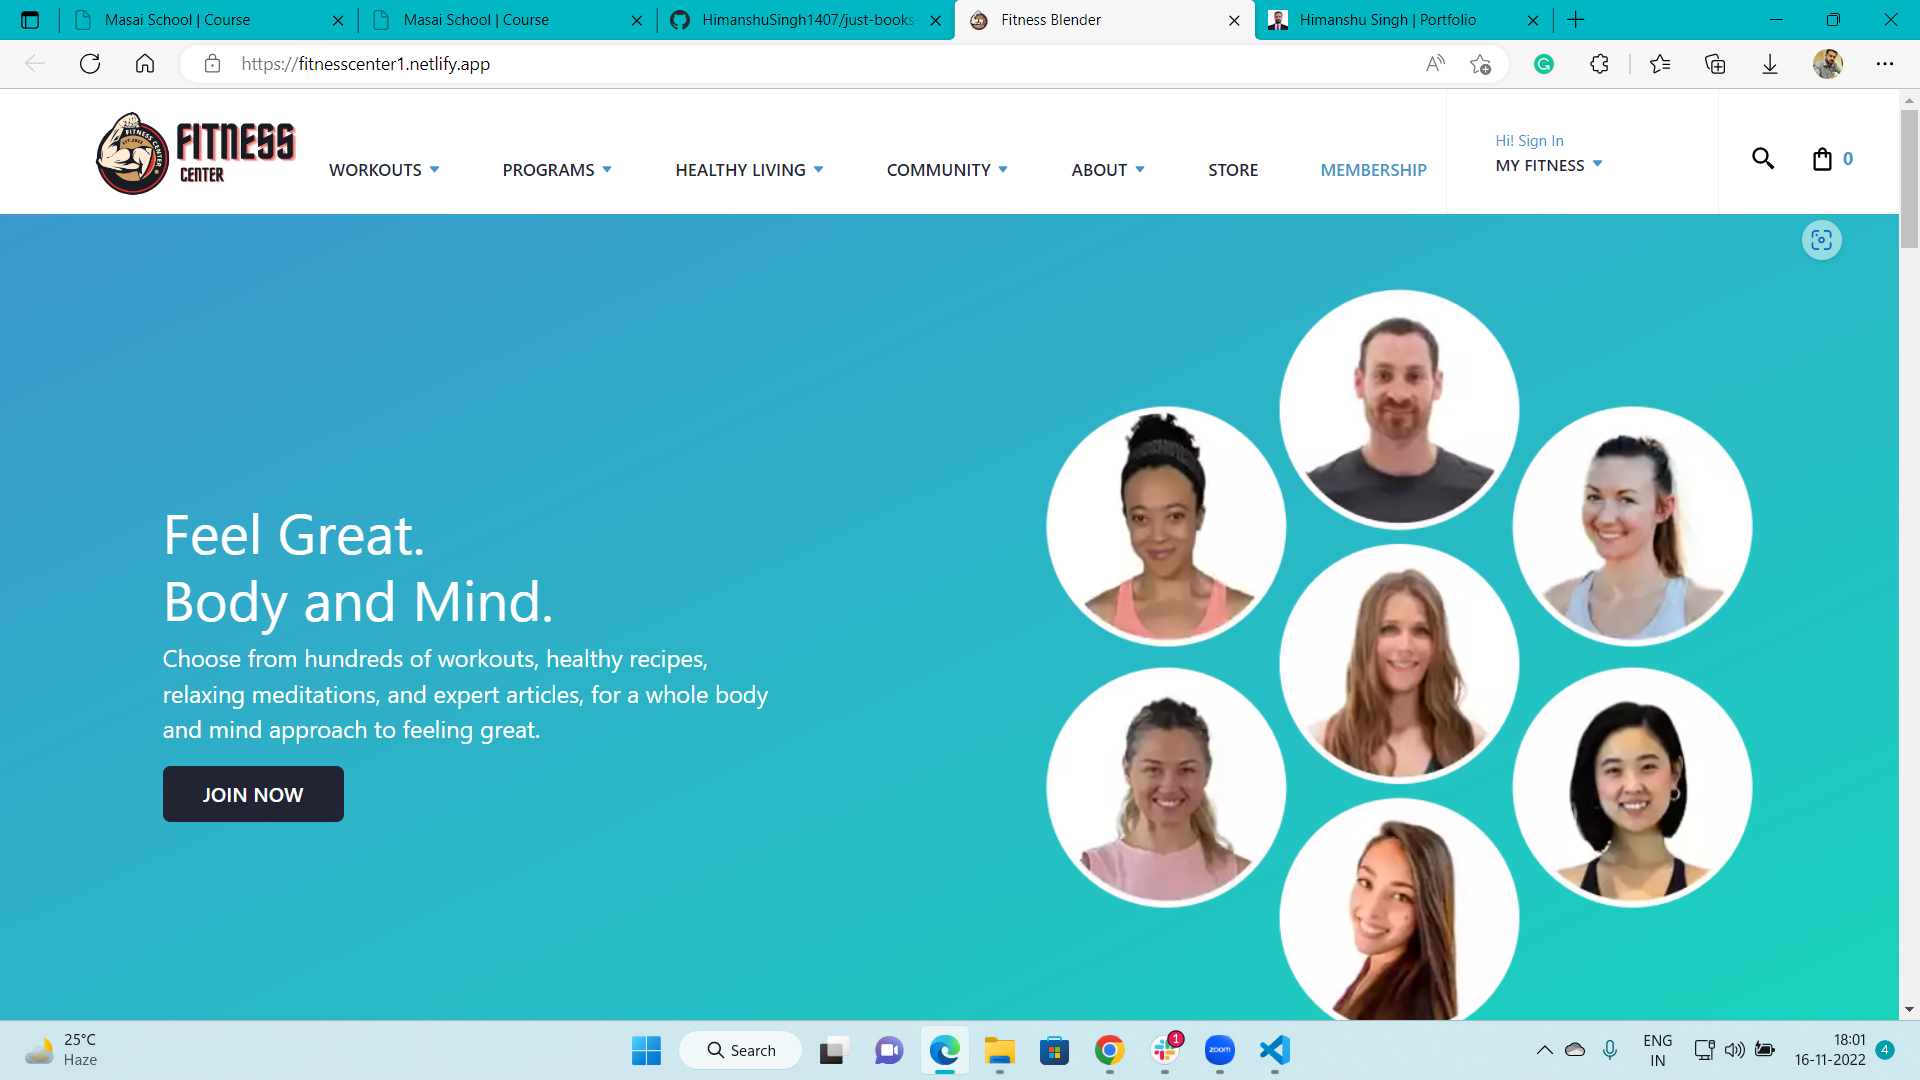 Masai School | Course
Masai School | Course
HimanshuSingh1407/just-books-
Fitness Blender
Himanshu Singh | Portfolio
https://fitnesscenter1.netlify.app
FITNESS CENTER
FITNESS
CENTER
WORKOUTS
PROGRAMS
HEALTHY LIVING
COMMUNITY
ABOUT
STORE
MEMBERSHIP
Hi! Sign In
MY FITNESS
0
Feel Great.
Body and Mind.
Choose from hundreds of workouts, healthy recipes,
relaxing meditations, and expert articles, for a whole body
and mind approach to feeling great.
JOIN NOW
25°C
Haze
Search
1
zoom
ENG
IN
18:01
16-11-2022
4